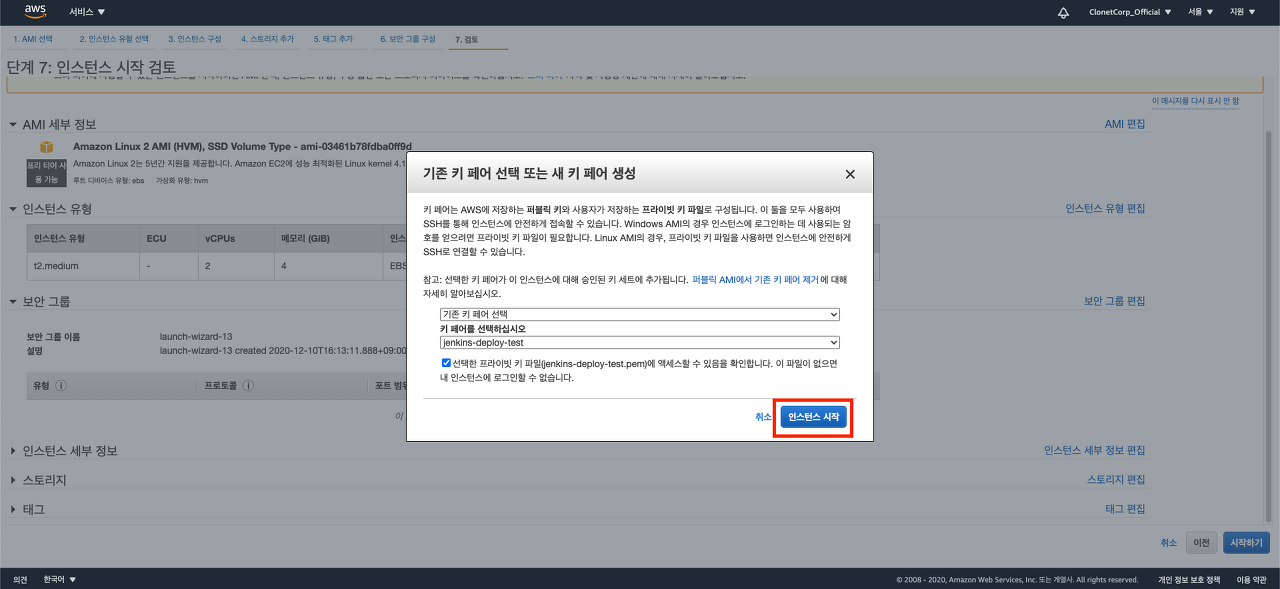 aws 서비스 ClonetCorp_Official 서울 지원
1. AMI 선택 2. 인스턴스 유형 선택 3. 인스턴스 구성 4. 스토리지 추가 5. 태그 추가 6. 보안 그룹 구성 7. 검토
단계 7: 인스턴스 시작 검토
이 메시지를 다시 표시 안 함
AMI 세부 정보 AMI 편집
Amazon Linux 2 AMI (HVM), SSD Volume Type - ami-03461b78fdba0ff9d
프리 티어 사용 가능
Amazon Linux 2는 5년간 지원을 제공합니다. Amazon EC2에 성능 최적화된 Linux kernel 4.1
루트 디바이스 유형: ebs 가상화 유형: hvm
인스턴스 유형 인스턴스 유형 편집
인스턴스 유형 ECU vCPUs 메모리 (GiB) 인스
t2.medium - 2 4 EBS
보안 그룹 보안 그룹 편집
보안 그룹 이름 launch-wizard-13
설명 launch-wizard-13 created 2020-12-10T16:13:11.888+09:00
유형 프로토콜 포트 범위
이
인스턴스 세부 정보 인스턴스 세부 정보 편집
스토리지 스토리지 편집
태그 태그 편집
취소 이전 시작하기
기존 키 페어 선택 또는 새 키 페어 생성
키 페어는 AWS에 저장하는 퍼블릭 키와 사용자가 저장하는 프라이빗 키 파일로 구성됩니다. 이 둘을 모두 사용하여
SSH를 통해 인스턴스에 안전하게 접속할 수 있습니다. Windows AMI의 경우 인스턴스에 로그인하는 데 사용되는 암
호를 얻으려면 프라이빗 키 파일이 필요합니다. Linux AMI의 경우, 프라이빗 키 파일을 사용하면 인스턴스에 안전하게
SSH로 연결할 수 있습니다.
참고: 선택한 키 페어가 이 인스턴스에 대해 승인된 키 세트에 추가됩니다. 퍼블릭 AMI에서 기존 키 페어 제거 에 대해
자세히 알아보십시오.
기존 키 페어 선택
키 페어를 선택하십시오
jenkins-deploy-test
선택한 프라이빗 키 파일(jenkins-deploy-test.pem)에 액세스할 수 있음을 확인합니다. 이 파일이 없으면
내 인스턴스에 로그인할 수 없습니다.
취소 인스턴스 시작
의견 한국어 © 2008 - 2020, Amazon Web Services, Inc. 또는 계열사. All rights reserved. 개인 정보 보호 정책 이용 약관